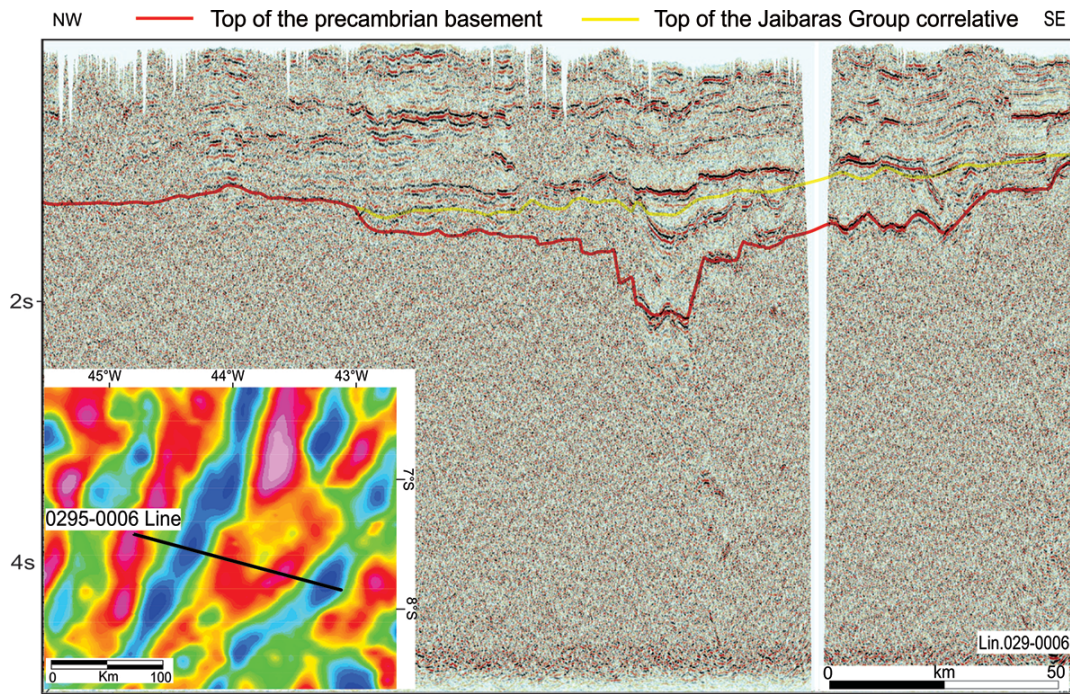 NW Top of the precambrian basement Top of the Jaibaras Group correlative SE
2s
4s
45°W 44°W 43°W
7°S
0295-0006 Line
8°S
0 Km 100
Lin.029-0006
0 km 50